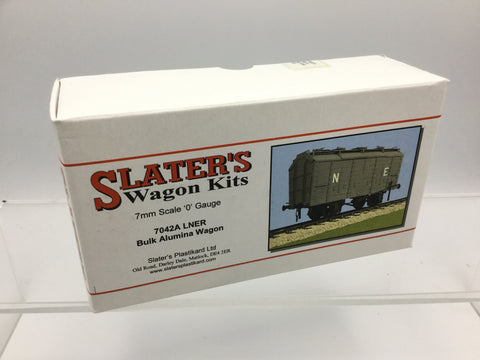 SLATER'S
Wagon Kits
7mm Scale '0' Gauge
7042A LNER
Bulk Alumina Wagon
Slater's Plastikard Ltd
Old Road, Darley Dale, Matlock, DE4 2ER
www.slatersplastikard.com
N E